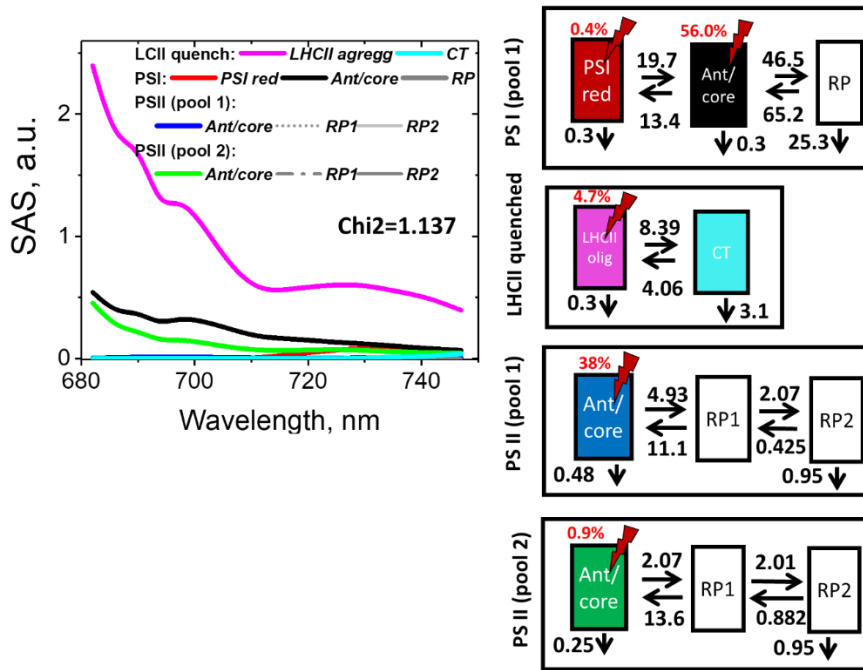 LCII quench: LHCII agregg CT
PSI: PSI red Ant/core RP
PSII (pool 1):
Ant/core RP1 RP2
PSII (pool 2):
Ant/core RP1 RP2
Chi2=1.137
SAS, a.u.
2
1
0
680 700 720 740
Wavelength, nm
PS I (pool 1)
0.4% 56.0%
PSI red
19.7
13.4
Ant/
core
46.5
65.2
RP
0.3 0.3 25.3
LHCII quenched
4.7%
LHCII
olig
8.39
4.06
CT
0.3 3.1
PS II (pool 1)
38%
Ant/
core
4.93
11.1
RP1
2.07
0.425
RP2
0.48 0.95
PS II (pool 2)
0.9%
Ant/
core
2.07
13.6
RP1
2.01
0.882
RP2
0.25 0.95